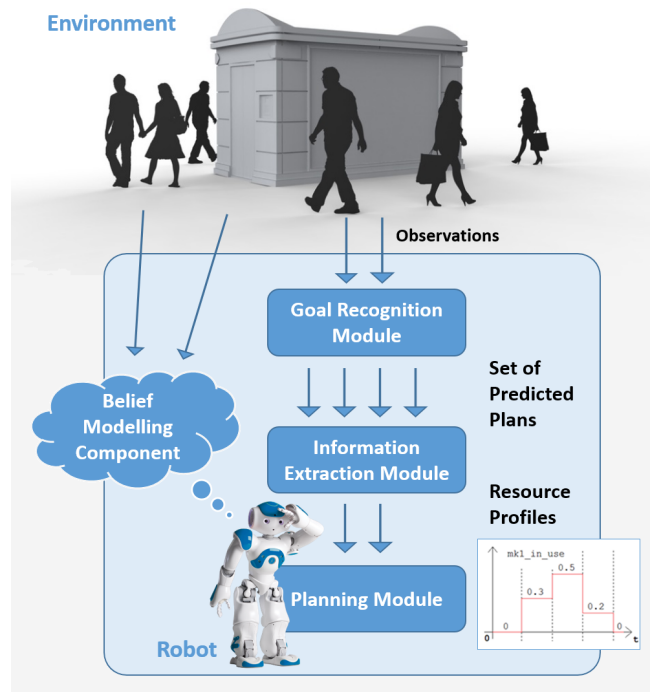 Environment
Observations
Goal Recognition
Module
Set of
Predicted
Plans
Belief
Modelling
Component
Information
Extraction Module
Resource
Profiles
mk1_in_use
0.5
0.3
0.2
0
0
0
t
Planning Module
Robot